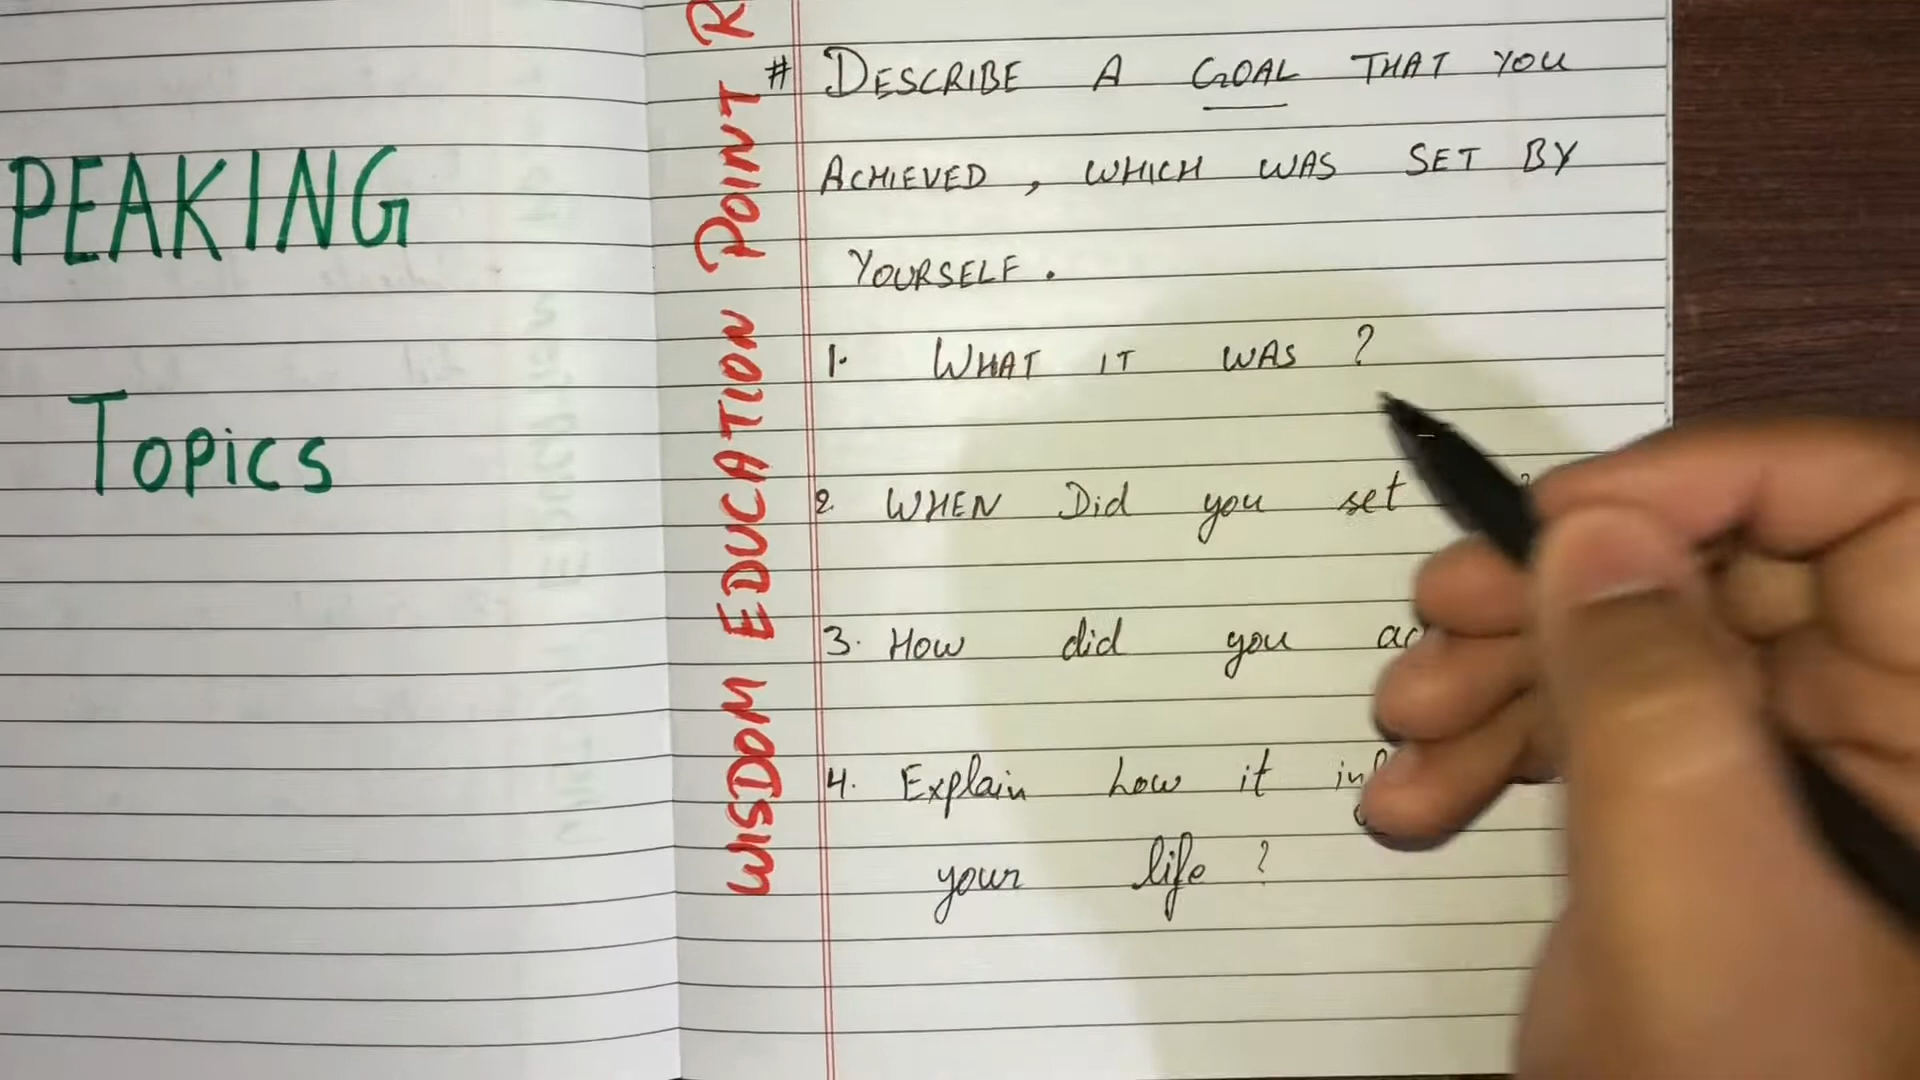 PEAKING
Topics
WISDOM EDUCATION POINT R
# DESCRIBE A GOAL THAT YOU
ACHIEVED, WHICH WAS SET BY
YOURSELF.
1. WHAT IT WAS ?
2. WHEN Did you set ?
3. How did you
4. Explain how it
your life ?